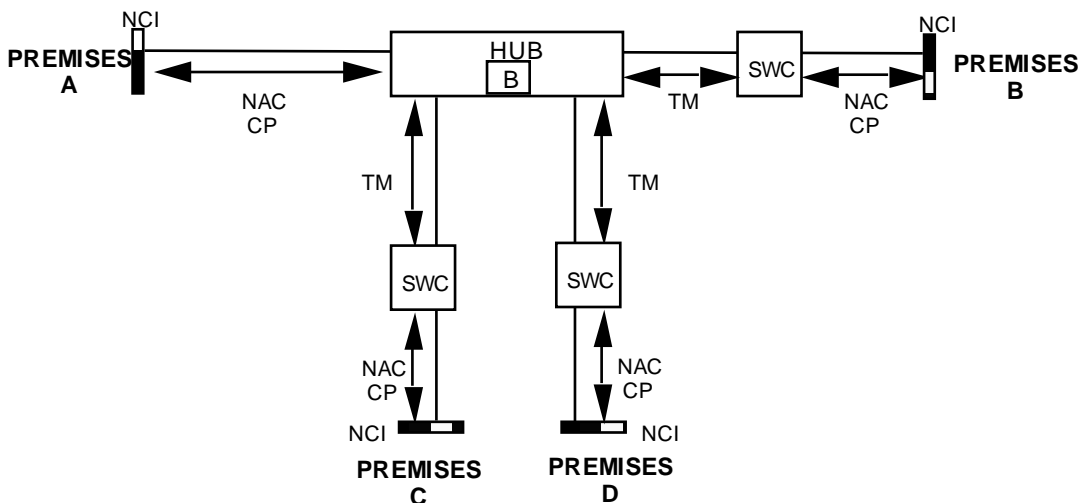 NCI
PREMISES
A
NAC
CP
HUB
B
TM
SWC
NAC
CP
NCI
PREMISES
B
TM
TM
SWC
SWC
NAC
CP
NAC
CP
NCI
NCI
PREMISES
C
PREMISES
D